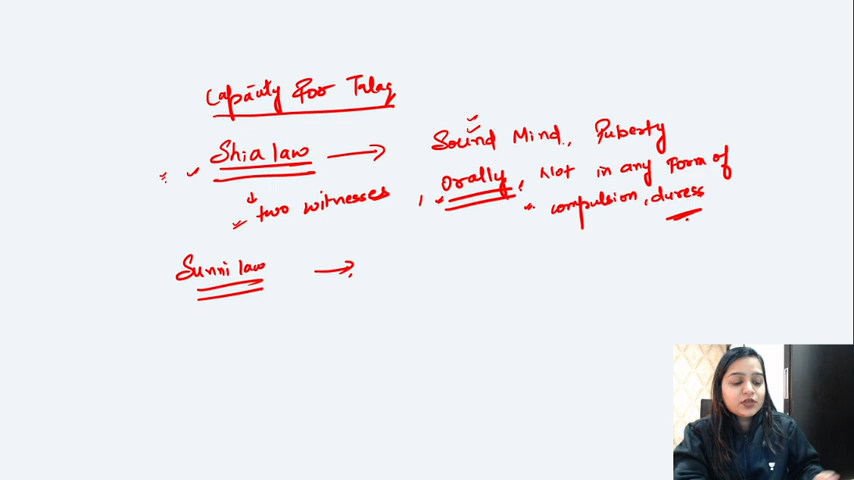 Capacity for Talaq
Shia law → Sound Mind, Puberty
↓ two witnesses, Orally, Not in any Form of
compulsion, duress
Sunni law →